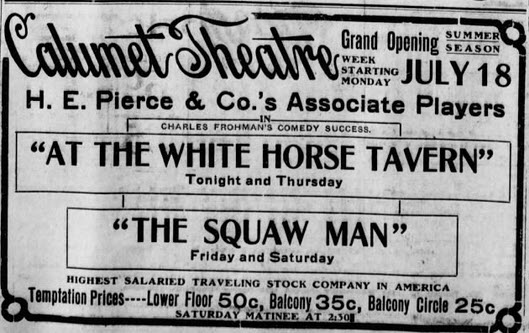 Calumet Theatre
Grand Opening SUMMER SEASON
WEEK STARTING MONDAY JULY 18
H. E. Pierce & Co.'s Associate Players
IN
CHARLES FROHMAN'S COMEDY SUCCESS.
"AT THE WHITE HORSE TAVERN"
Tonight and Thursday
"THE SQUAW MAN"
Friday and Saturday
HIGHEST SALARIED TRAVELING STOCK COMPANY IN AMERICA
Temptation Prices----Lower Floor 50c, Balcony 35c, Balcony Circle 25c
SATURDAY MATINEE AT 2:30